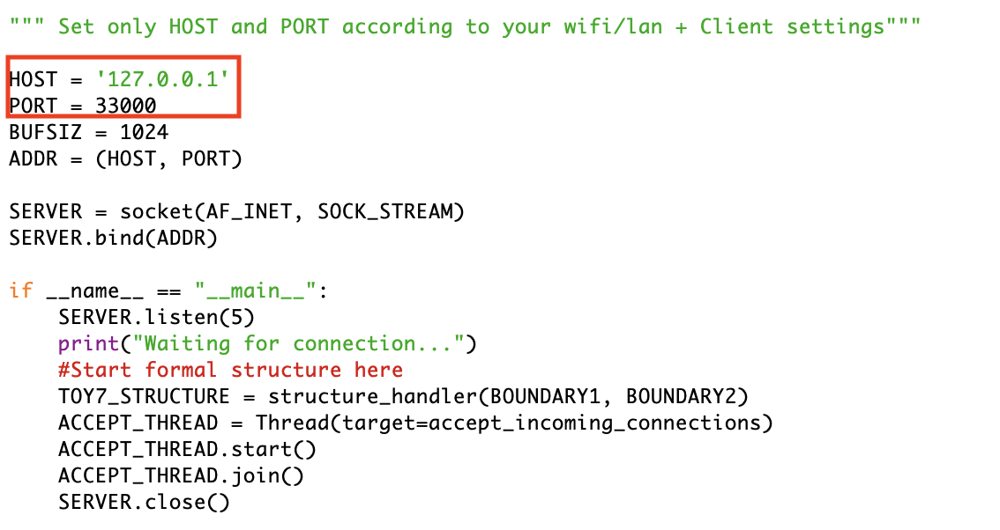 """ Set only HOST and PORT according to your wifi/lan + Client settings"""
HOST = '127.0.0.1'
PORT = 33000
BUFSIZ = 1024
ADDR = (HOST, PORT)
SERVER = socket(AF_INET, SOCK_STREAM)
SERVER.bind(ADDR)
if __name__ == "__main__":
    SERVER.listen(5)
    print("Waiting for connection...")
    #Start formal structure here
    TOY7_STRUCTURE = structure_handler(BOUNDARY1, BOUNDARY2)
    ACCEPT_THREAD = Thread(target=accept_incoming_connections)
    ACCEPT_THREAD.start()
    ACCEPT_THREAD.join()
    SERVER.close()